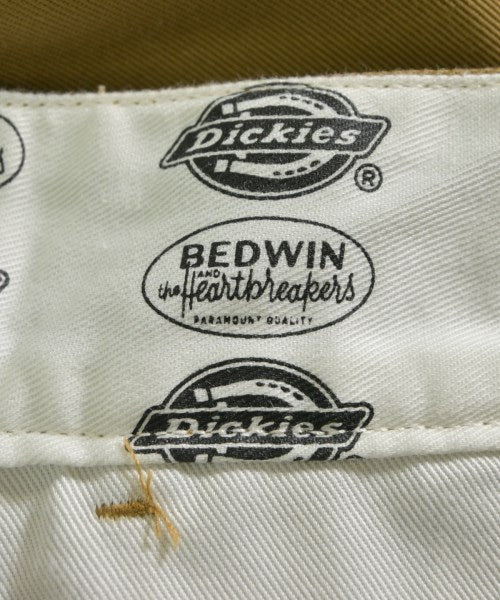 Dickies
®
BEDWIN
AND
the Heartbreakers
PARAMOUNT QUALITY
Dickies